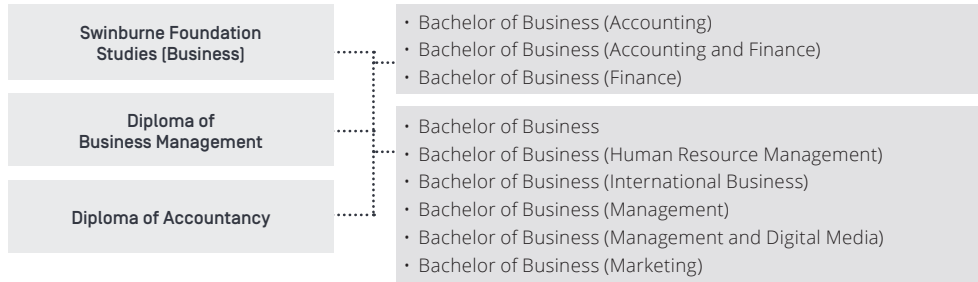 Swinburne Foundation
Studies (Business)
Diploma of
Business Management
Diploma of Accountancy
• Bachelor of Business (Accounting)
• Bachelor of Business (Accounting and Finance)
• Bachelor of Business (Finance)
• Bachelor of Business
• Bachelor of Business (Human Resource Management)
• Bachelor of Business (International Business)
• Bachelor of Business (Management)
• Bachelor of Business (Management and Digital Media)
• Bachelor of Business (Marketing)